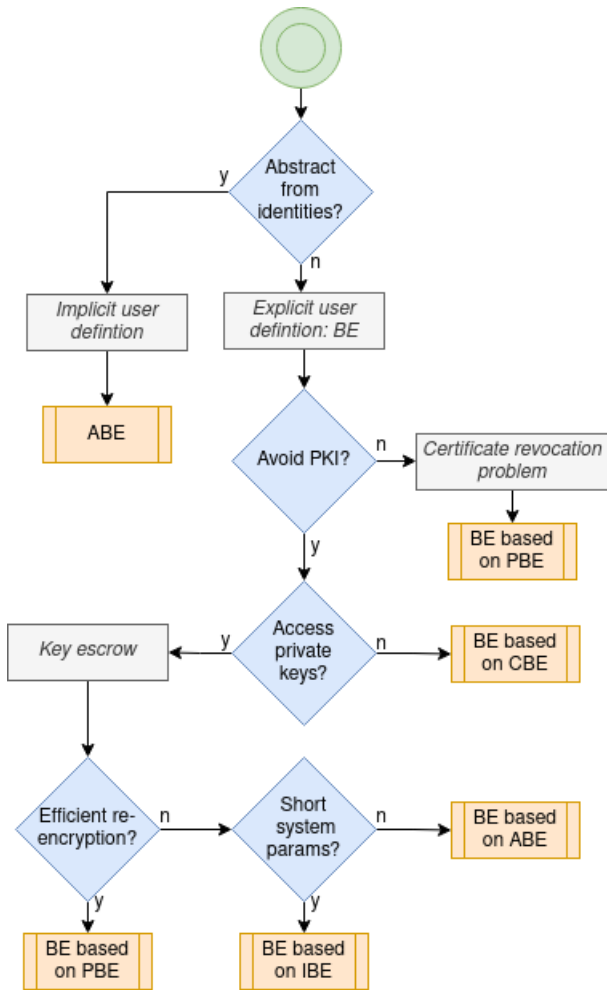 Abstract
from
identities?
y
n
Implicit user
defintion
Explicit user
defintion: BE
ABE
Avoid PKI?
n
Certificate revocation
problem
y
BE based
on PBE
Access
private
keys?
y
n
Key escrow
BE based
on CBE
Efficient re-
encryption?
n
Short
system
params?
n
BE based
on ABE
y
y
BE based
on PBE
BE based
on IBE